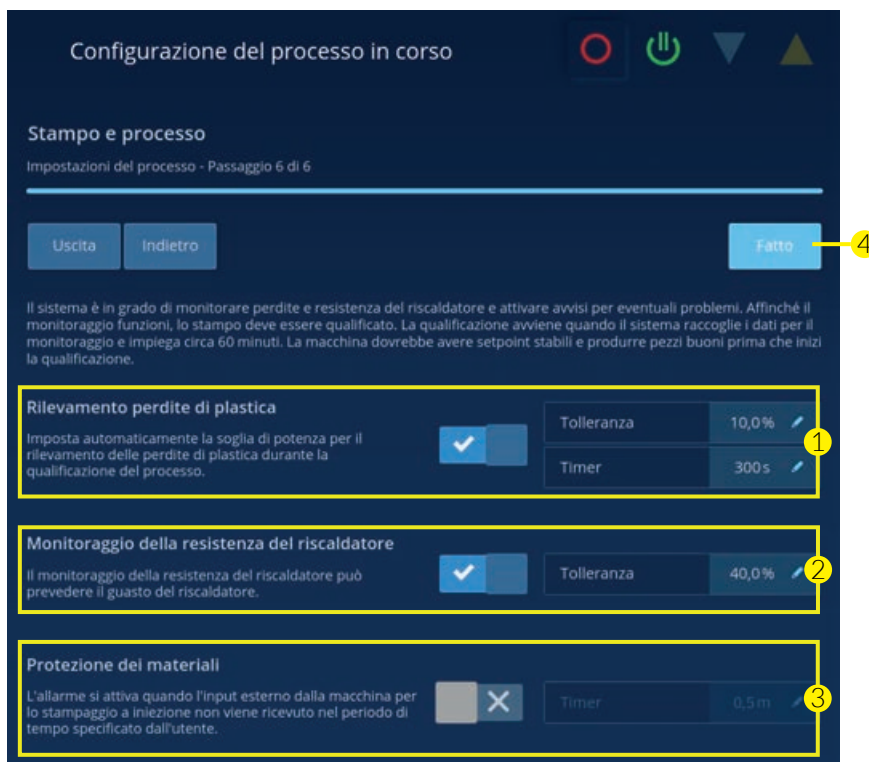 Configurazione del processo in corso
Stampo e processo
Impostazioni del processo - Passaggio 6 di 6
Uscita Indietro Fatto 4
Il sistema è in grado di monitorare perdite e resistenza del riscaldatore e attivare avvisi per eventuali problemi. Affinché il
monitoraggio funzioni, lo stampo deve essere qualificato. La qualificazione avviene quando il sistema raccoglie i dati per il
monitoraggio e impiega circa 60 minuti. La macchina dovrebbe avere setpoint stabili e produrre pezzi buoni prima che inizi
la qualificazione.
Rilevamento perdite di plastica
Imposta automaticamente la soglia di potenza per il
rilevamento delle perdite di plastica durante la
qualificazione del processo.
Tolleranza 10,0%
Timer 300 s
1
Monitoraggio della resistenza del riscaldatore
Il monitoraggio della resistenza del riscaldatore può
prevedere il guasto del riscaldatore.
Tolleranza 40,0% 2
Protezione dei materiali
L'allarme si attiva quando l'input esterno dalla macchina per
lo stampaggio a iniezione non viene ricevuto nel periodo di
tempo specificato dall'utente.
Timer 0,5 m 3